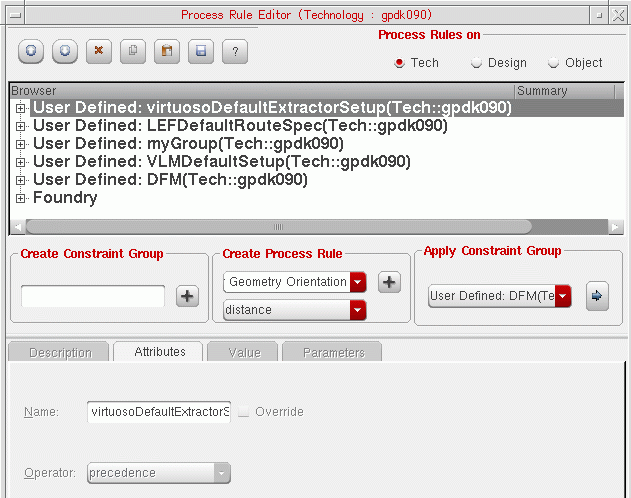 Process Rule Editor (Technology : gpdk090)
Process Rules on
?
Tech
Design
Object
Browser
Summary
User Defined: virtuosoDefaultExtractorSetup(Tech::gpdk090)
User Defined: LEFDefaultRouteSpec(Tech::gpdk090)
User Defined: myGroup(Tech::gpdk090)
User Defined: VLMDefaultSetup(Tech::gpdk090)
User Defined: DFM(Tech::gpdk090)
Foundry
Create Constraint Group
Create Process Rule
Apply Constraint Group
Geometry Orientation
User Defined: DFM(Te
distance
Description
Attributes
Value
Parameters
Name:
virtuosoDefaultExtractorS
Override
Operator:
precedence